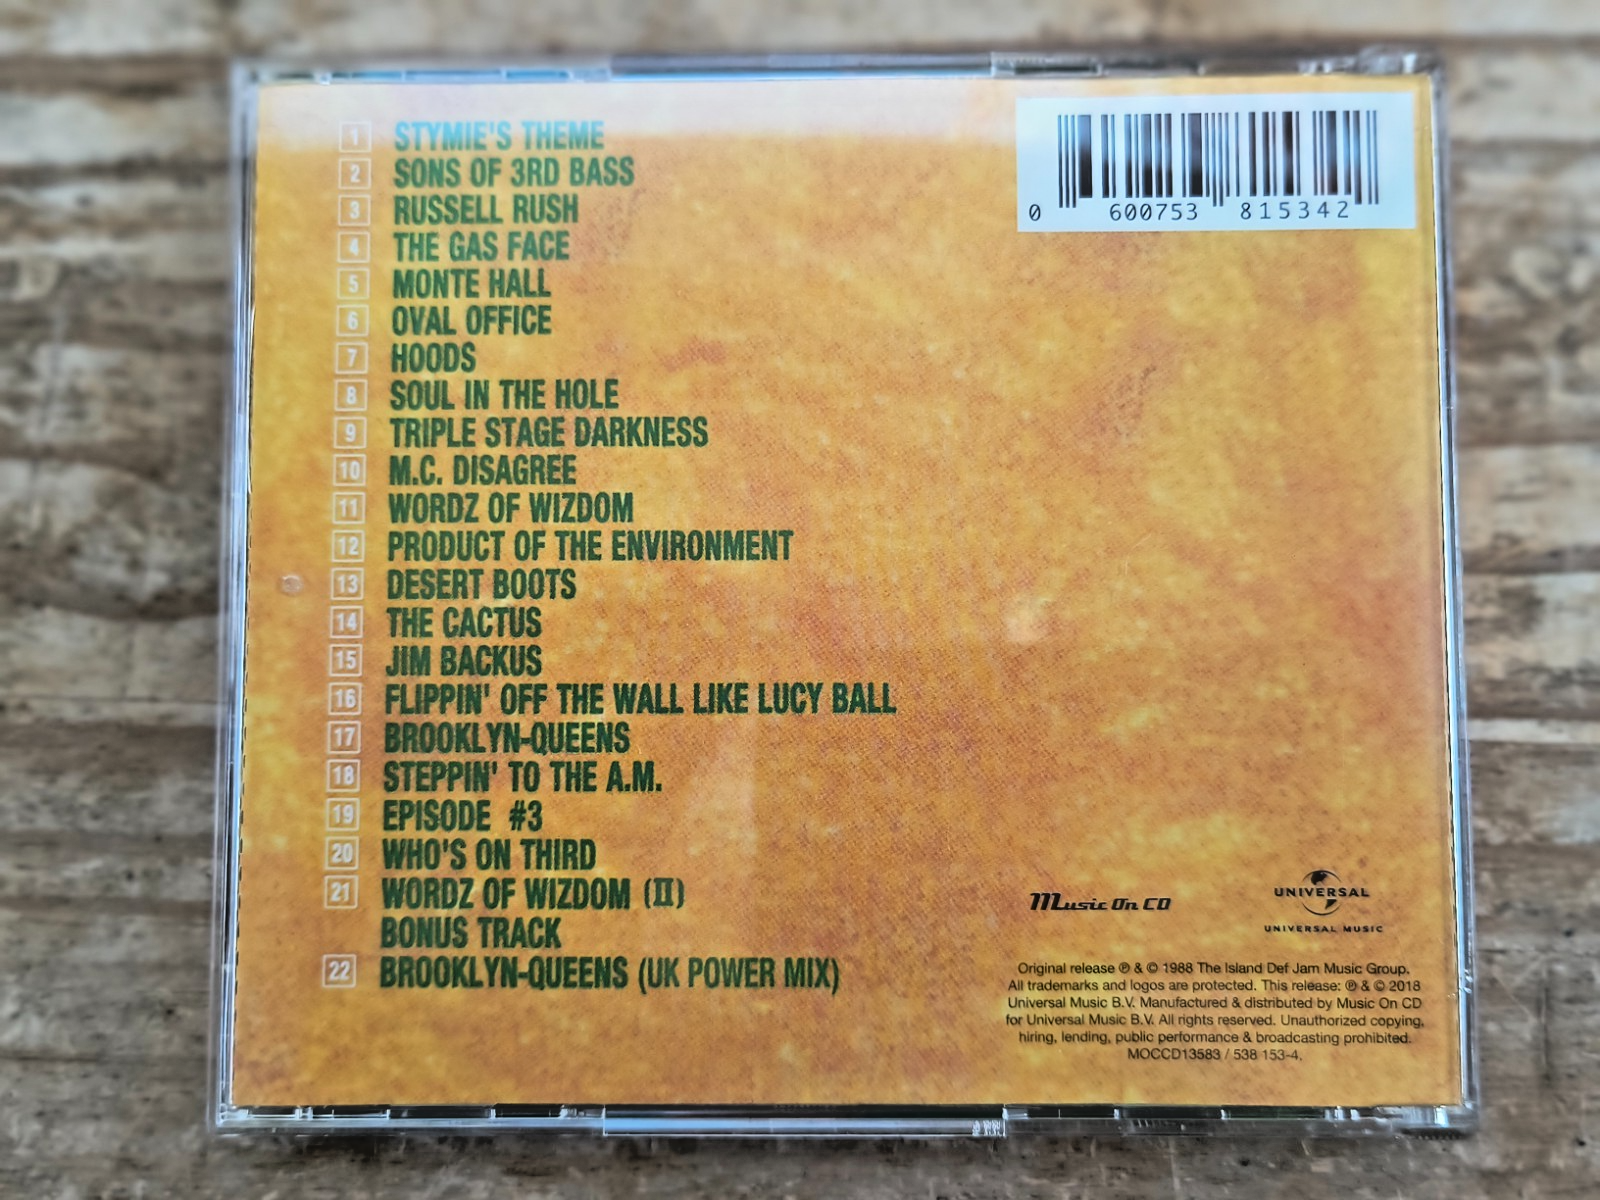 1 STYMIE'S THEME
2 SONS OF 3RD BASS
3 RUSSELL RUSH
4 THE GAS FACE
5 MONTE HALL
6 OVAL OFFICE
7 HOODS
8 SOUL IN THE HOLE
9 TRIPLE STAGE DARKNESS
10 M.C. DISAGREE
11 WORDZ OF WIZDOM
12 PRODUCT OF THE ENVIRONMENT
13 DESERT BOOTS
14 THE CACTUS
15 JIM BACKUS
16 FLIPPIN' OFF THE WALL LIKE LUCY BALL
17 BROOKLYN-QUEENS
18 STEPPIN' TO THE A.M.
19 EPISODE #3
20 WHO'S ON THIRD
21 WORDZ OF WIZDOM (II)
BONUS TRACK
22 BROOKLYN-QUEENS (UK POWER MIX)
0 600753 815342
Music On CD
UNIVERSAL
UNIVERSAL MUSIC
Original release ℗ & © 1988 The Island Def Jam Music Group.
All trademarks and logos are protected. This release: ℗ & © 2018
Universal Music B.V. Manufactured & distributed by Music On CD
for Universal Music B.V. All rights reserved. Unauthorized copying,
hiring, lending, public performance & broadcasting prohibited.
MOCCD13583 / 538 153-4.